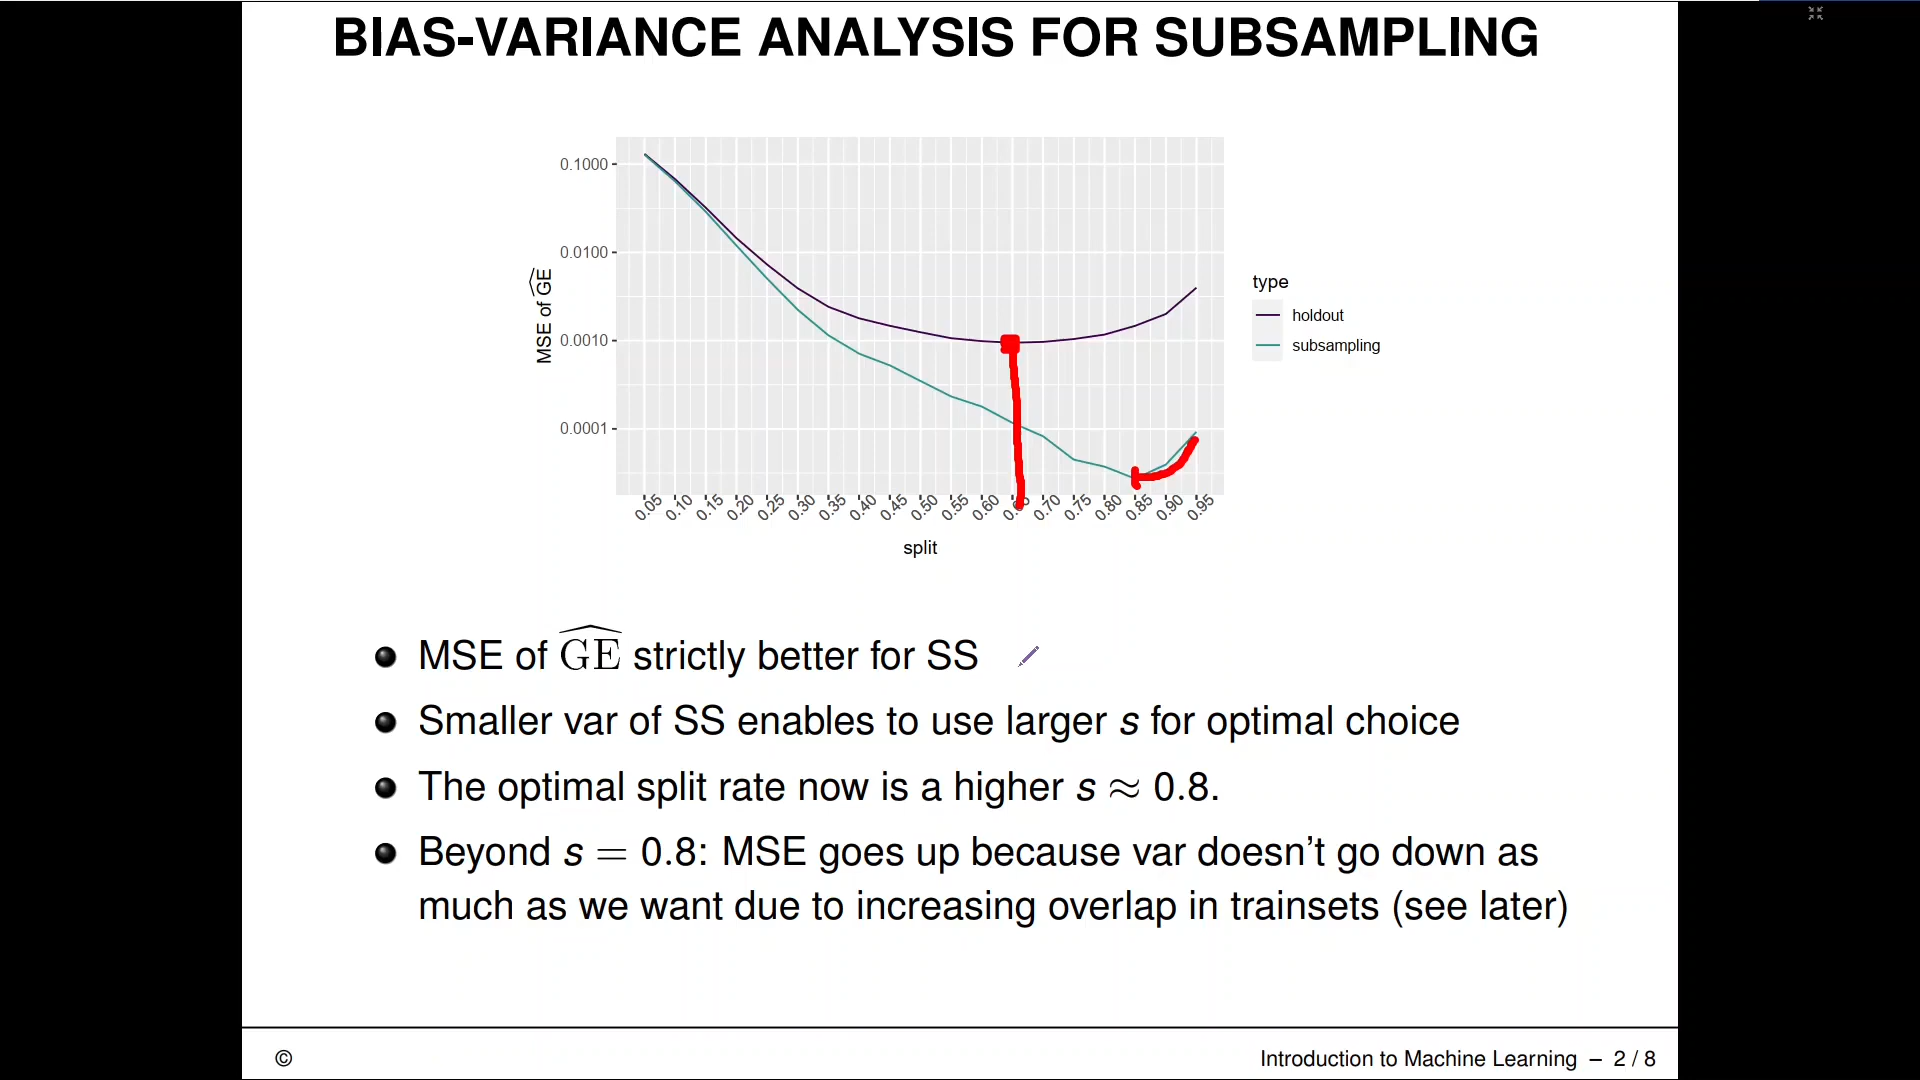 BIAS-VARIANCE ANALYSIS FOR SUBSAMPLING
0.1000
0.0100
0.0010
0.0001
MSE of \widehat{GE}
0.05 0.10 0.15 0.20 0.25 0.30 0.35 0.40 0.45 0.50 0.55 0.60 0.70 0.75 0.80 0.85 0.90 0.95
split
type
holdout
subsampling
MSE of \widehat{GE} strictly better for SS
Smaller var of SS enables to use larger s for optimal choice
The optimal split rate now is a higher s ≈ 0.8.
Beyond s = 0.8: MSE goes up because var doesn’t go down as
much as we want due to increasing overlap in trainsets (see later)
©
Introduction to Machine Learning – 2 / 8